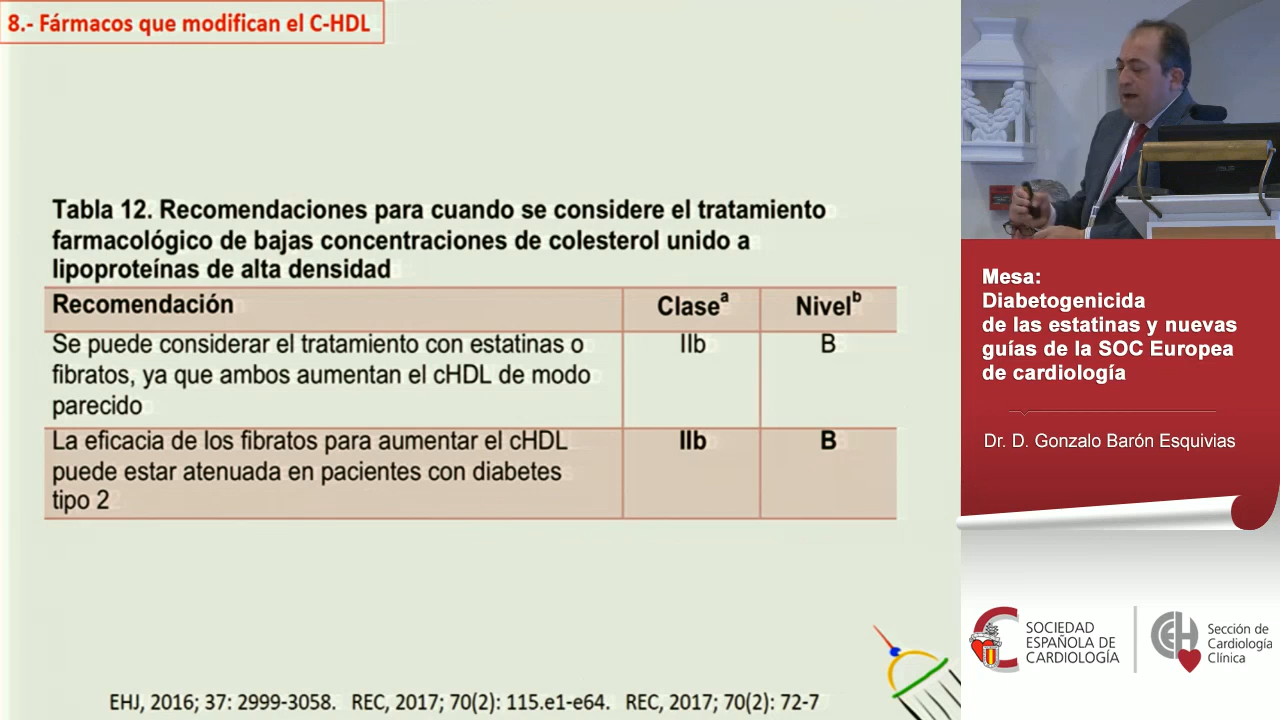 8.- Fármacos que modifican el C-HDL
Tabla 12. Recomendaciones para cuando se considere el tratamiento
farmacológico de bajas concentraciones de colesterol unido a
lipoproteínas de alta densidad
Recomendación Claseª Nivelᵇ
Se puede considerar el tratamiento con estatinas o IIb B
fibratos, ya que ambos aumentan el cHDL de modo
parecido
La eficacia de los fibratos para aumentar el cHDL IIb B
puede estar atenuada en pacientes con diabetes
tipo 2
EHJ, 2016; 37: 2999-3058. REC, 2017; 70(2): 115.e1-e64. REC, 2017; 70(2): 72-7
Mesa:
Diabetogenicida
de las estatinas y nuevas
guías de la SOC Europea
de cardiología
Dr. D. Gonzalo Barón Esquivias
SOCIEDAD
ESPAÑOLA DE
CARDIOLOGÍA
Sección de
Cardiología
Clínica